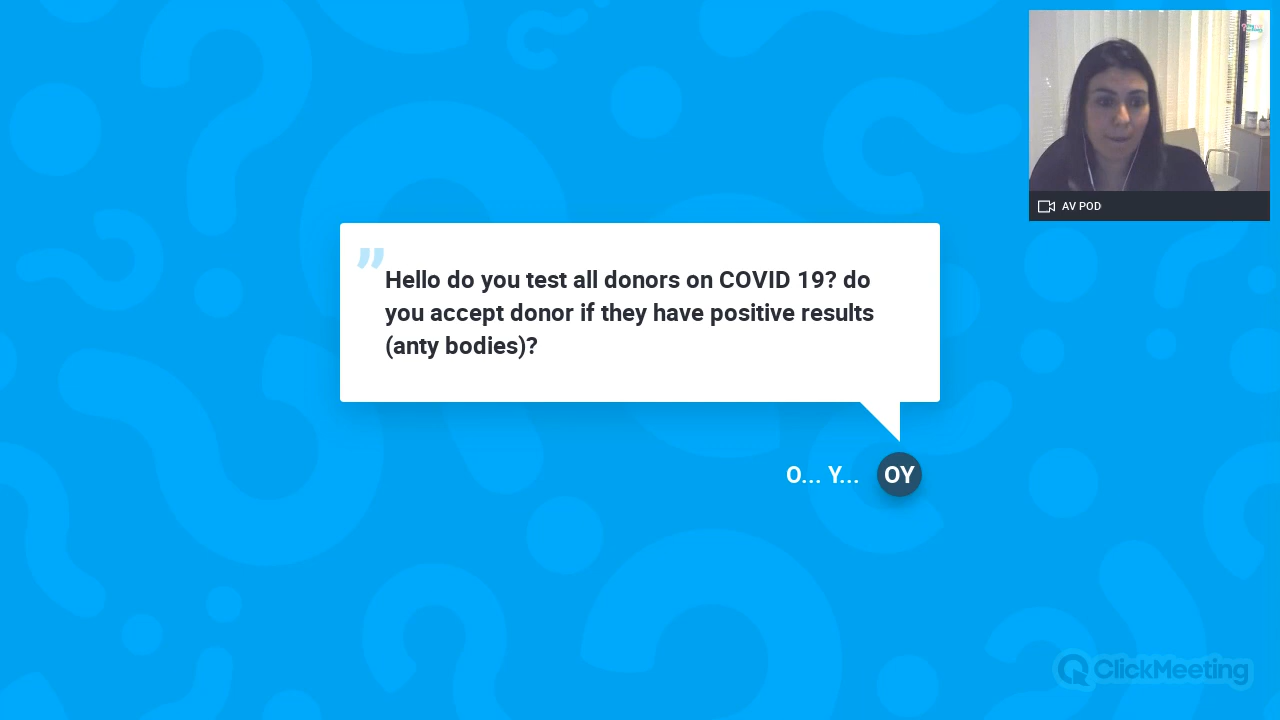 AV POD
"
Hello do you test all donors on COVID 19? do
you accept donor if they have positive results
(anty bodies)?
O... Y... OY
ClickMeeting